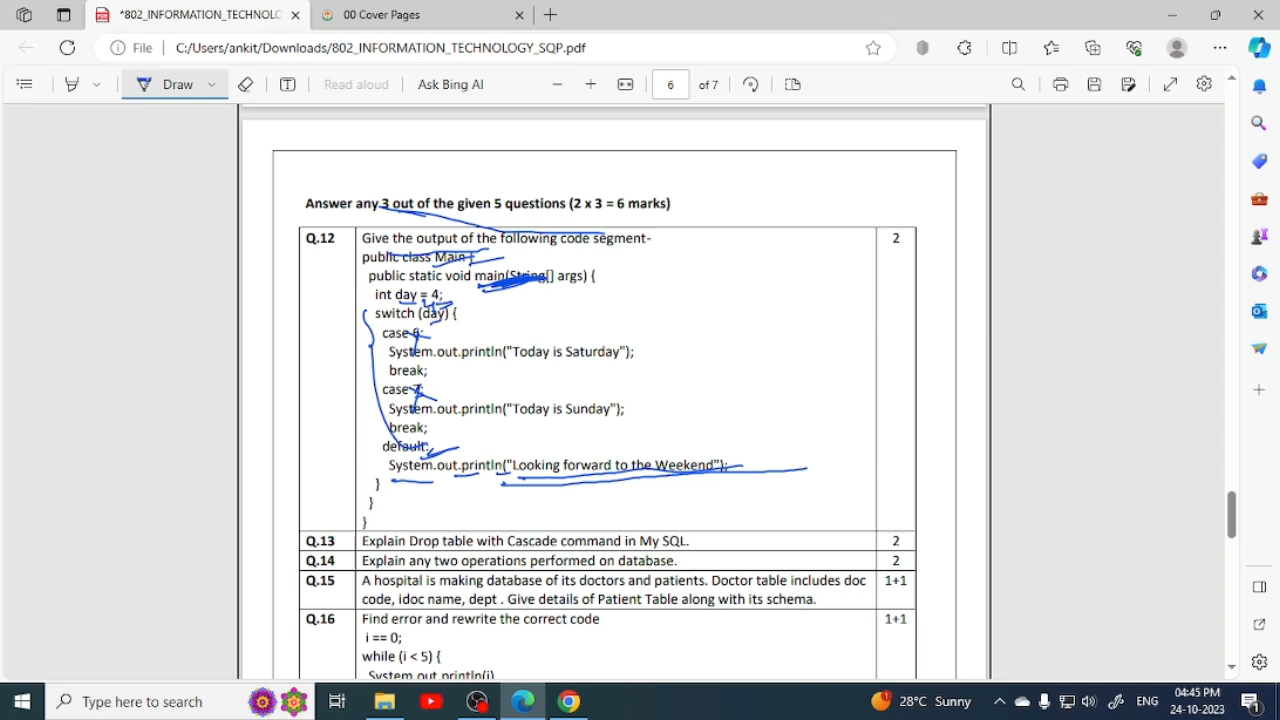 *802_INFORMATION_TECHNOLO
00 Cover Pages
File
C:/Users/ankit/Downloads/802_INFORMATION_TECHNOLOGY_SQP.pdf
Draw
Read aloud
Ask Bing AI
6
of 7
Answer any 3 out of the given 5 questions (2 x 3 = 6 marks)
Q.12 Give the output of the following code segment- 2
public class Main {
public static void main(String[] args) {
int day = 4;
switch (day) {
case 6:
System.out.println("Today is Saturday");
break;
case 7:
System.out.println("Today is Sunday");
break;
default:
System.out.println("Looking forward to the Weekend");
}
}
}
Q.13 Explain Drop table with Cascade command in My SQL. 2
Q.14 Explain any two operations performed on database. 2
Q.15 A hospital is making database of its doctors and patients. Doctor table includes doc 1+1
code, idoc name, dept . Give details of Patient Table along with its schema.
Q.16 Find error and rewrite the correct code 1+1
i == 0;
while (i < 5) {
System.out.println(i)
Type here to search
1
28°C Sunny
ENG
04:45 PM
24-10-2023
1